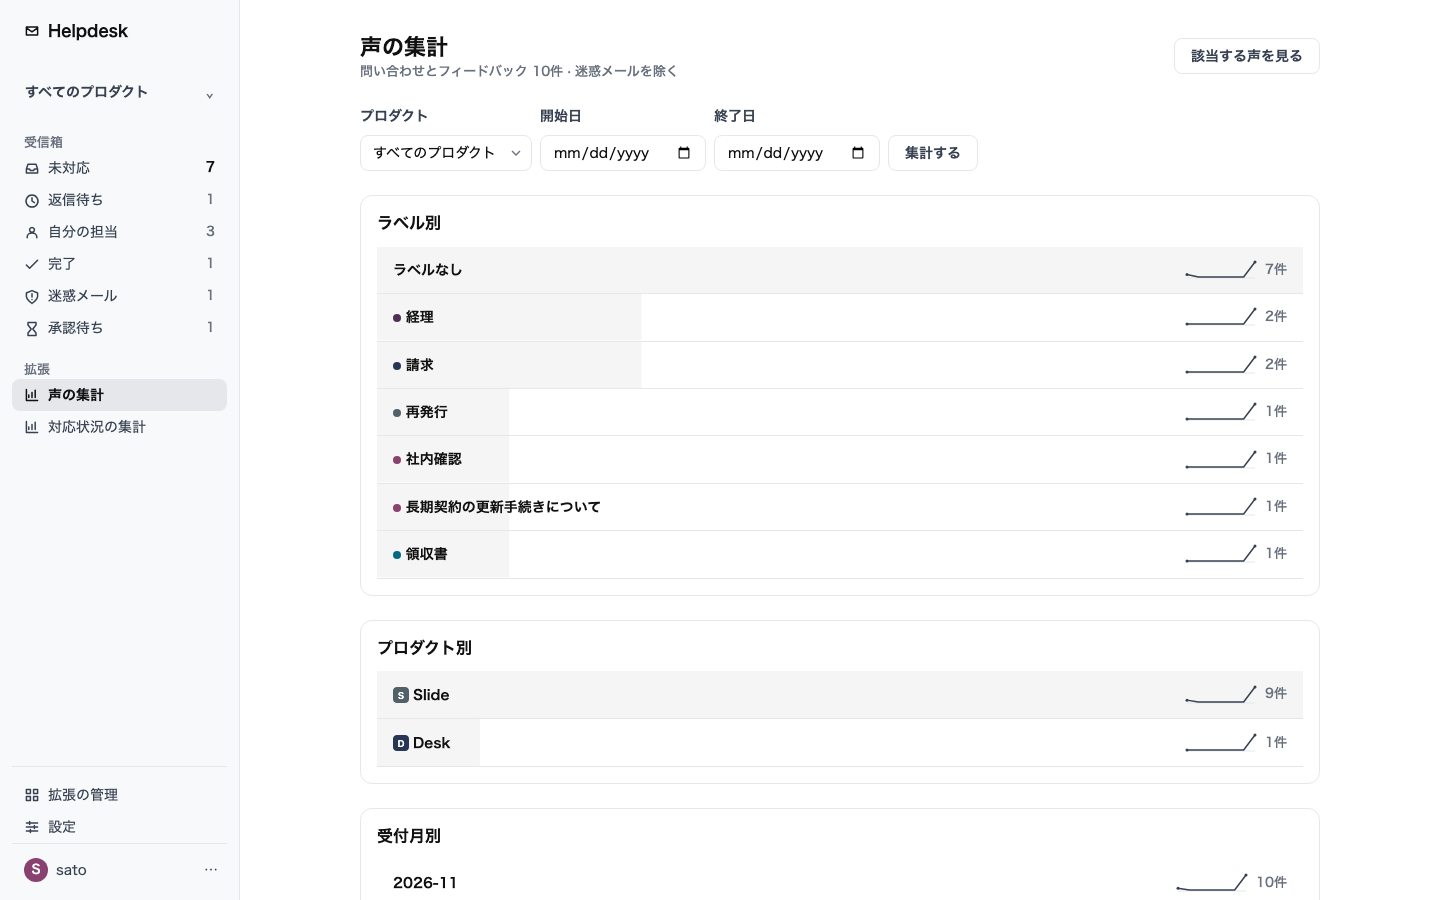 Helpdesk
すべてのプロダクト
受信箱
未対応 7
返信待ち 1
自分の担当 3
完了 1
迷惑メール 1
承認待ち 1
拡張
声の集計
対応状況の集計
拡張の管理
設定
S sato ...
声の集計
問い合わせとフィードバック 10件 · 迷惑メールを除く
該当する声を見る
プロダクト 開始日 終了日
すべてのプロダクト mm/dd/yyyy mm/dd/yyyy 集計する
ラベル別
ラベルなし 7件
経理 2件
請求 2件
再発行 1件
社内確認 1件
長期契約の更新手続きについて 1件
領収書 1件
プロダクト別
S Slide 9件
D Desk 1件
受付月別
2026-11 10件